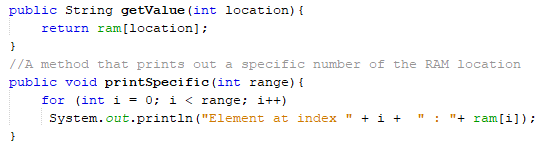 public String getValue(int location){
return ram[location];
}
//A method that prints out a specific number of the RAM location
public void printSpecific(int range){
for (int i = 0; i < range; i++)
System.out.println("Element at index " + i +  " : "+ ram[i]);
}